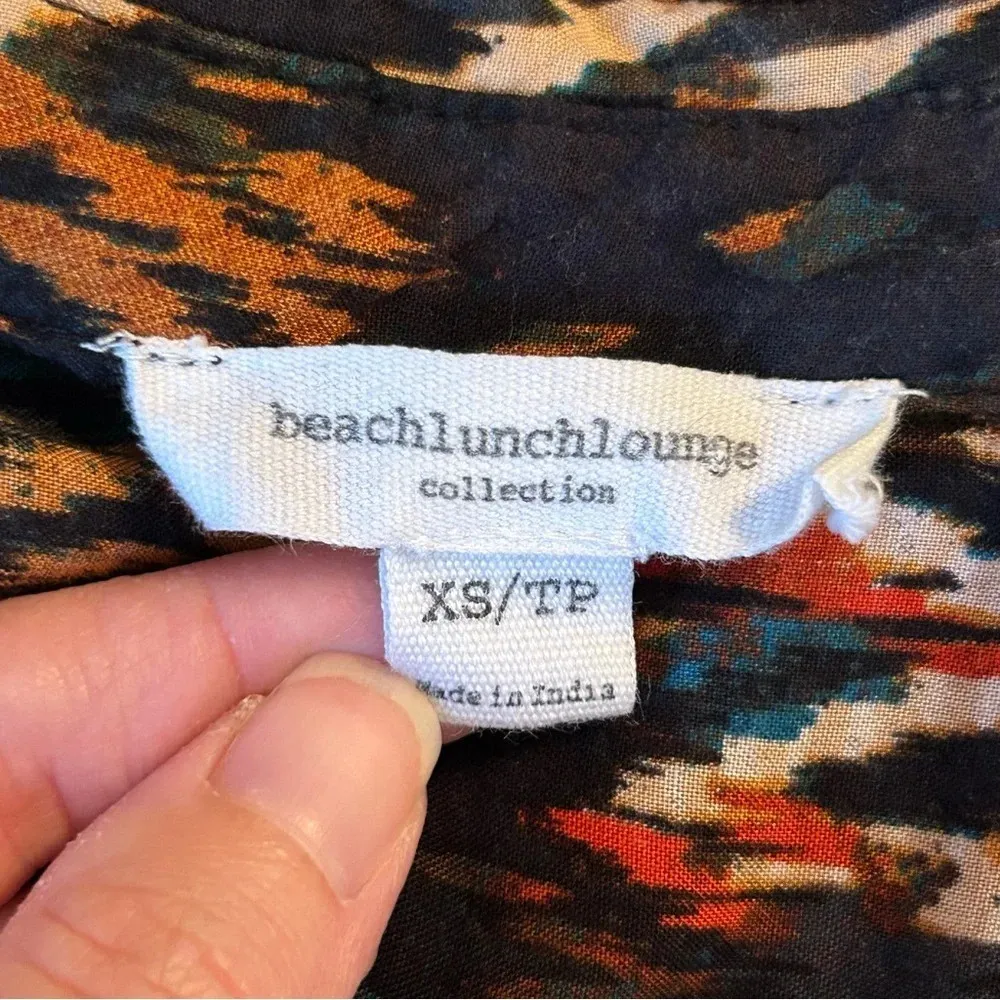 beachlunchlounge
collection
XS/TP
Made in India